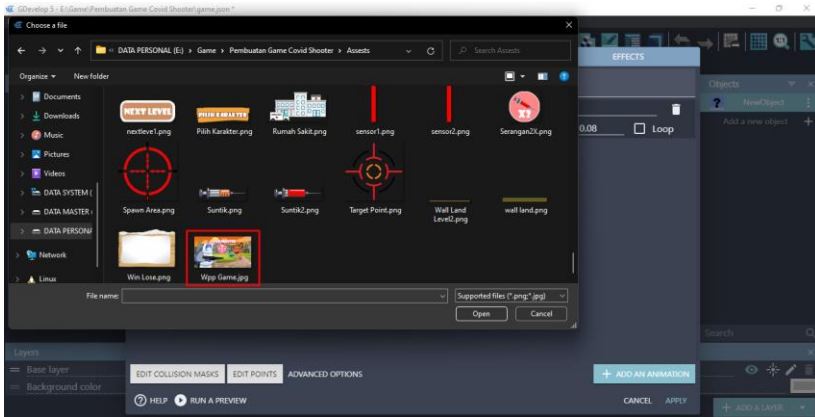 GDevelop 5 - E:\Game\Pembuatan Game Covid Shooter\game.json *
Choose a file
DATA PERSONAL (E:) > Game > Pembuatan Game Covid Shooter > Assests
Search Assests
Organize
New folder
EFFECTS
Documents
Downloads
Music
Pictures
Videos
DATA SYSTEM (
DATA MASTER (
DATA PERSONA
Network
Linux
NEXT LEVEL
PILIH KARAKTER
nextleve1.png
Pilih Karakter.png
Rumah Sakit.png
sensor1.png
sensor2.png
Serangan2X.png
Spawn Area.png
Suntik.png
Suntik2.png
Target Point.png
Wall Land Level2.png
wall land.png
Win Lose.png
Wpp Game.jpg
File name:
Supported files (*.png;*.jpg)
Open
Cancel
0.08
Loop
Objects
NewObject
Add a new object
Search
Layers
Base layer
Background color
EDIT COLLISION MASKS
EDIT POINTS
ADVANCED OPTIONS
ADD AN ANIMATION
HELP
RUN A PREVIEW
CANCEL
APPLY
ADD A LAYER